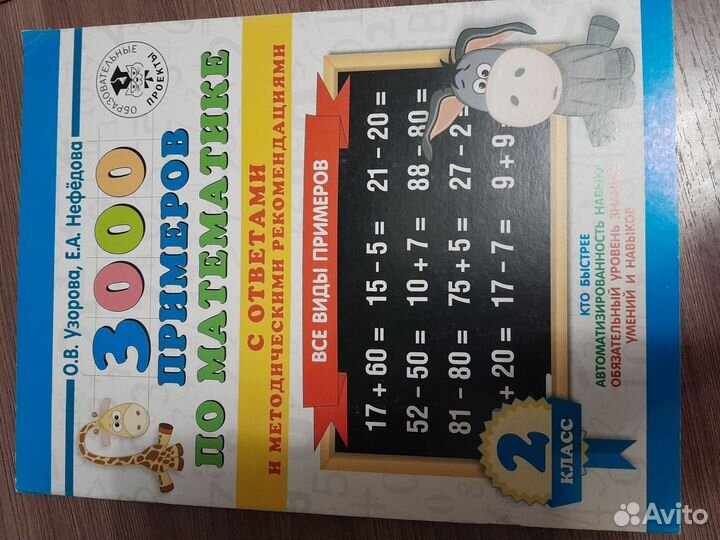 О.В. Узорова, Е.А. Нефёдова
ОБРАЗОВАТЕЛЬНЫЕ
ПРОЕКТЫ
3000
ПРИМЕРОВ
ПО МАТЕМАТИКЕ
С ОТВЕТАМИ
И МЕТОДИЧЕСКИМИ РЕКОМЕНДАЦИЯМИ
ВСЕ ВИДЫ ПРИМЕРОВ
17 + 60 = 15 - 5 = 21 - 20 =
52 - 50 = 10 + 7 = 88 - 80 =
81 - 80 = 75 + 5 = 27 - 2 =
+ 20 = 17 - 7 = 9 + 9
2
КЛАСС
КТО БЫСТРЕЕ
АВТОМАТИЗИРОВАННОСТЬ НАВЫКА
ОБЯЗАТЕЛЬНЫЙ УРОВЕНЬ ЗНАНИЙ,
УМЕНИЙ И НАВЫКОВ
Avito